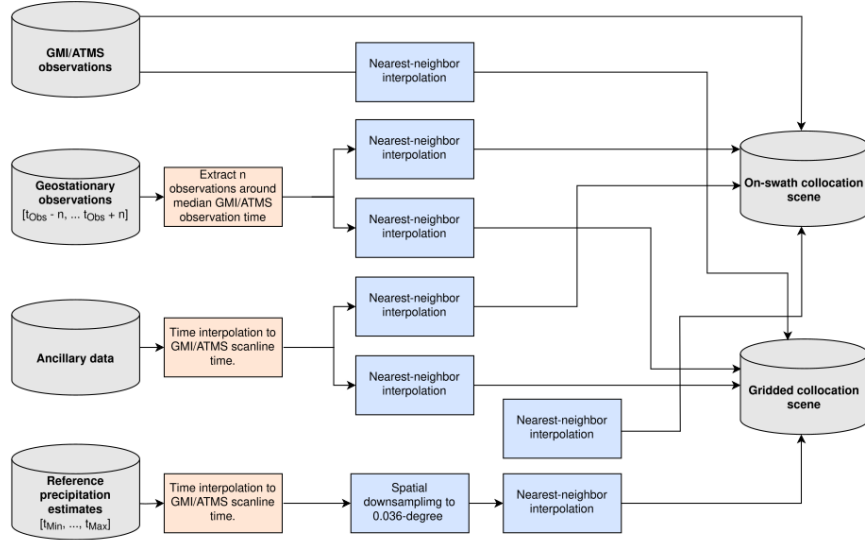 GMI/ATMS
observations
Nearest-neighbor
interpolation
Geostationary
observations
[tObs - n, ... tObs + n]
Extract n
observations around
median GMI/ATMS
observation time
Nearest-neighbor
interpolation
Nearest-neighbor
interpolation
On-swath collocation
scene
Ancillary data
Time interpolation to
GMI/ATMS scanline
time.
Nearest-neighbor
interpolation
Nearest-neighbor
interpolation
Gridded collocation
scene
Nearest-neighbor
interpolation
Reference
precipitation
estimates
[tMin, ..., tMax]
Time interpolation to
GMI/ATMS scanline
time.
Spatial
downsamplimg to
0.036-degree
Nearest-neighbor
interpolation